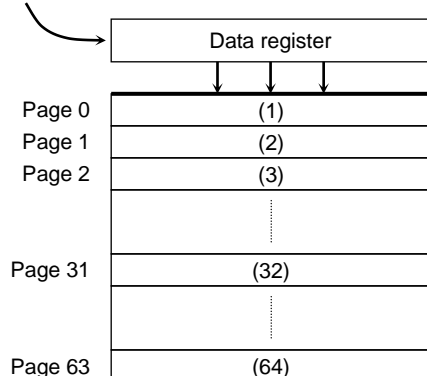 Data register
Page 0 (1)
Page 1 (2)
Page 2 (3)
Page 31 (32)
Page 63 (64)